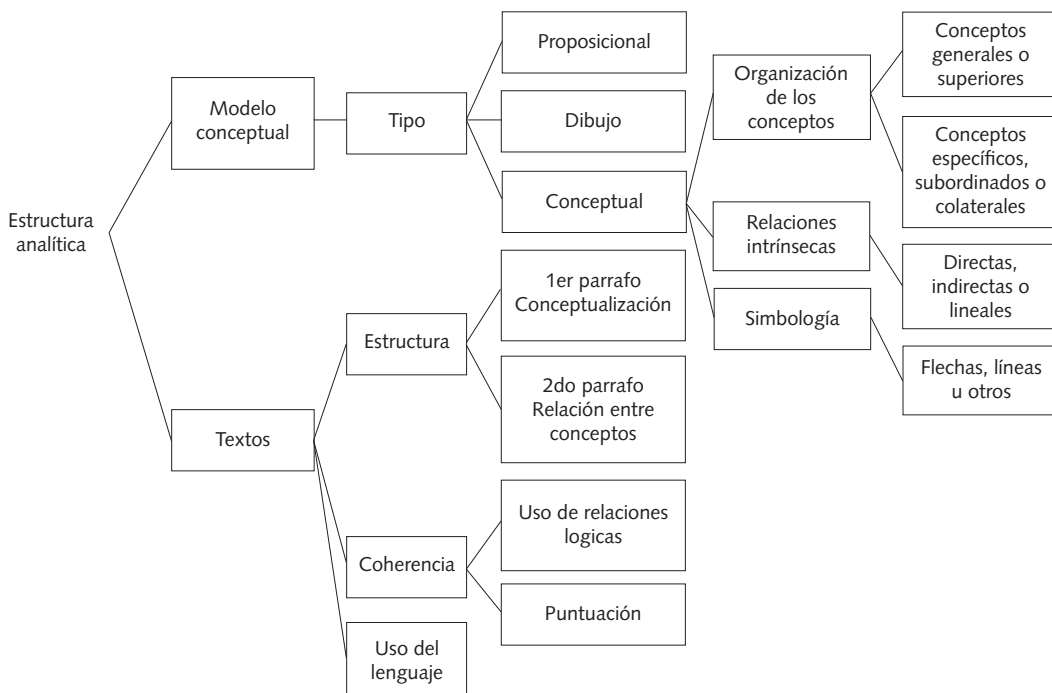 Estructura
analítica
Modelo
conceptual
Tipo
Proposicional
Dibujo
Conceptual
Organización
de los
conceptos
Conceptos
generales o
superiores
Conceptos
específicos,
subordinados o
colaterales
Relaciones
intrínsecas
Directas,
indirectas o
lineales
Simbología
Flechas, líneas
u otros
Textos
Estructura
1er parrafo
Conceptualización
2do parrafo
Relación entre
conceptos
Coherencia
Uso de relaciones
logicas
Puntuación
Uso del
lenguaje